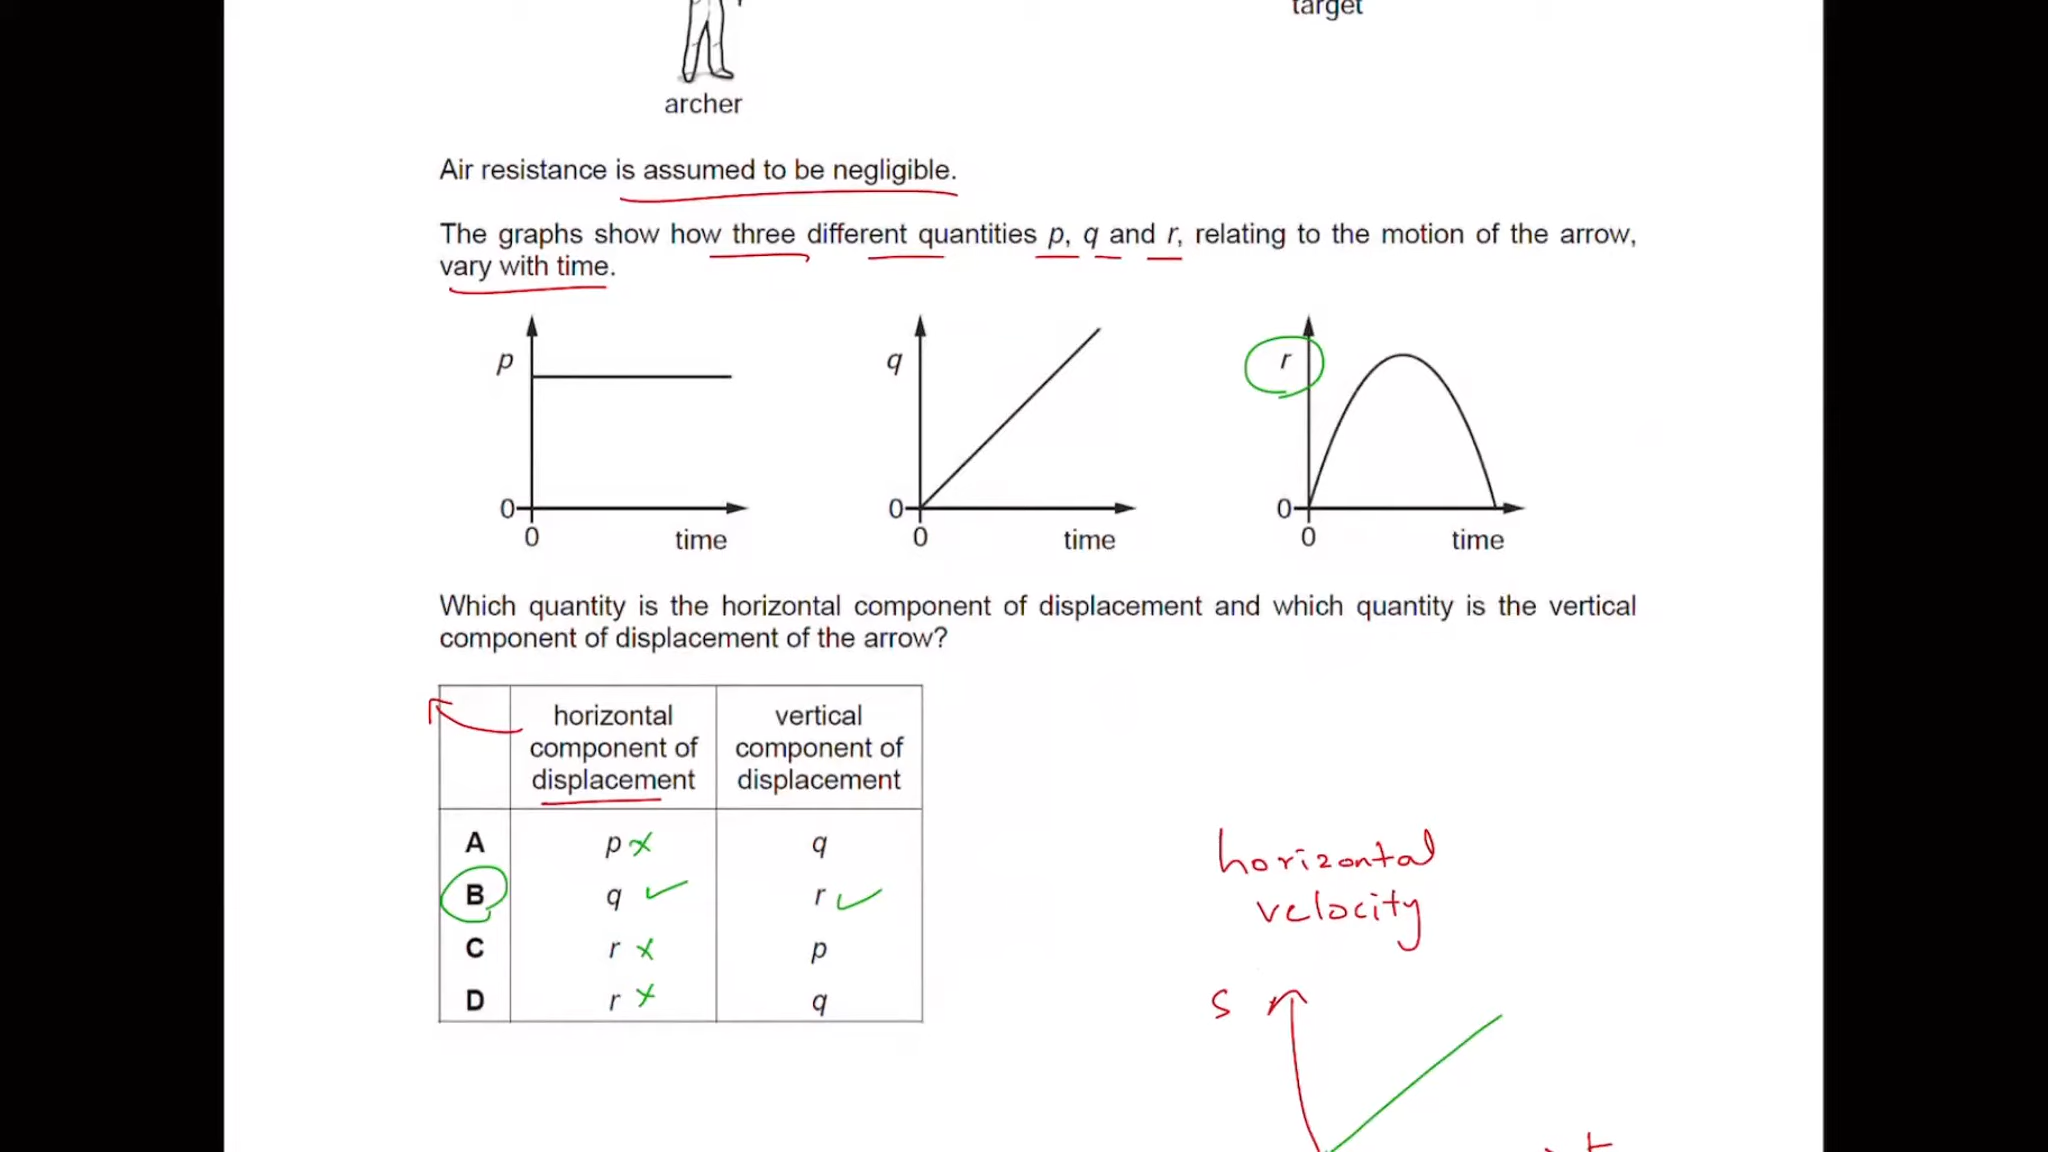 target
archer
Air resistance is assumed to be negligible.
The graphs show how three different quantities p, q and r, relating to the motion of the arrow,
vary with time.
p
0
0
time
q
0
0
time
r
0
0
time
Which quantity is the horizontal component of displacement and which quantity is the vertical
component of displacement of the arrow?
horizontal component of displacement
vertical component of displacement
A p q
B q r
C r p
D r q
horizontal
velocity
s
t